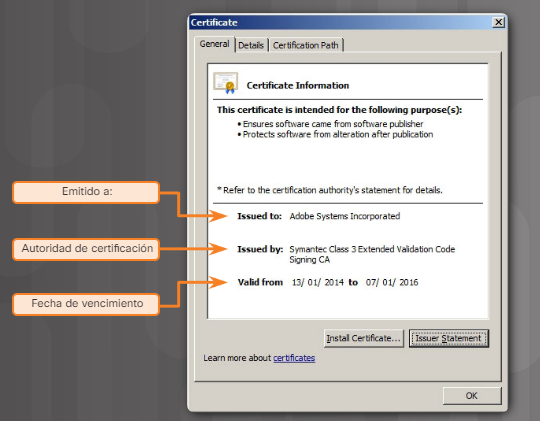 Certificate
General Details Certification Path
Certificate Information
This certificate is intended for the following purpose(s):
• Ensures software came from software publisher
• Protects software from alteration after publication
* Refer to the certification authority's statement for details.
Emitido a:
Issued to: Adobe Systems Incorporated
Autoridad de certificación
Issued by: Symantec Class 3 Extended Validation Code
Signing CA
Fecha de vencimiento
Valid from 13/ 01/ 2014 to 07/ 01/ 2016
Install Certificate... Issuer Statement
Learn more about certificates
OK